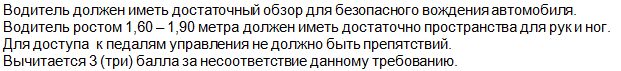 Водитель должен иметь достаточный обзор для безопасного вождения автомобиля.
Водитель ростом 1,60 – 1,90 метра должен иметь достаточно пространства для рук и ног.
Для доступа к педалям управления не должно быть препятствий.
Вычитается 3 (три) балла за несоответствие данному требованию.